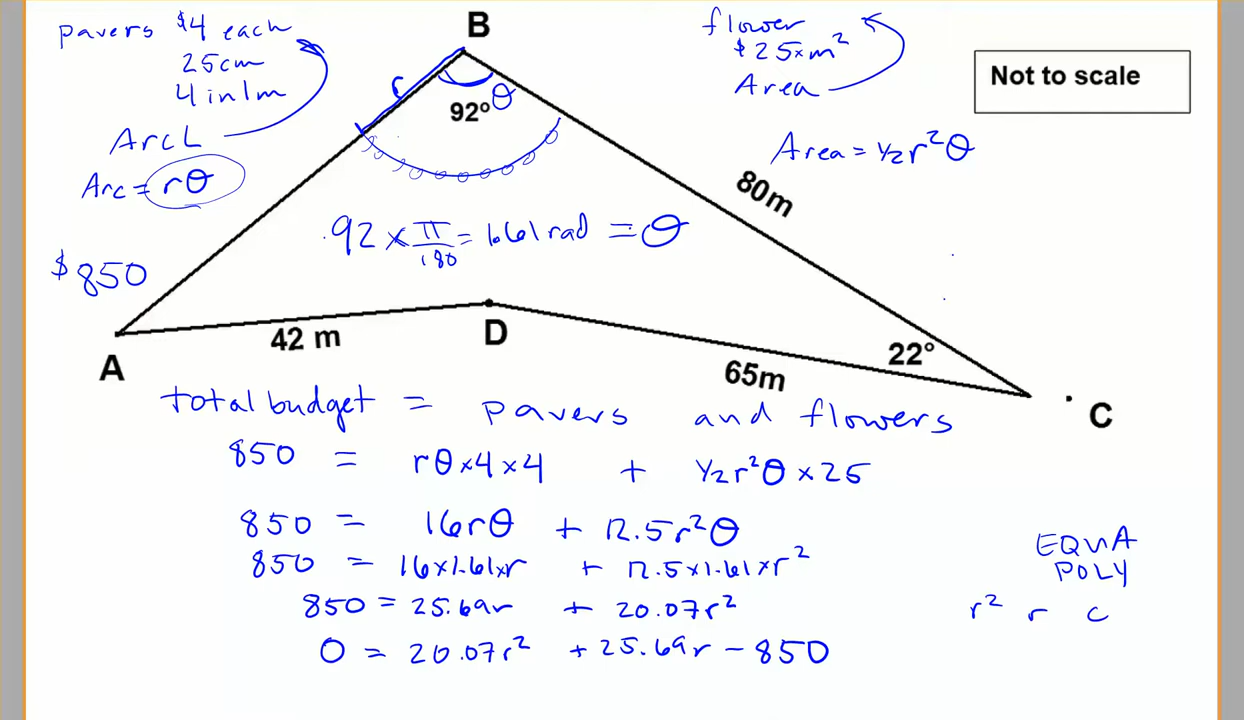 pavers $4 each
25cm
4 in 1m
Arc L
Arc = rθ
$850
B
r
92° θ
flower
$25×m²
Area
Not to scale
Area = ½r²θ
80m
92 × π/180 = 1.61 rad = θ
A
42 m
D
65m
22°
C
total budget = pavers and flowers
850 = rθ×4×4 + ½r²θ×25
850 = 16rθ + 12.5r²θ
850 = 16×1.61×r + 12.5×1.61×r²
850 = 25.69r + 20.07r²
0 = 20.07r² + 25.69r - 850
EQUA
POLY
r² r c